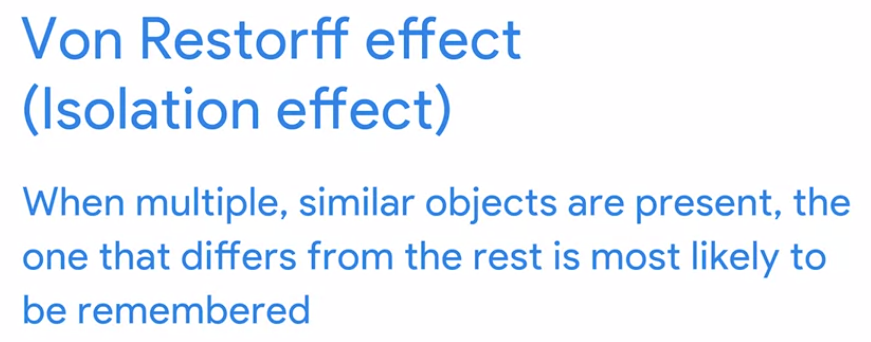 Von Restorff effect
(Isolation effect)
When multiple, similar objects are present, the
one that differs from the rest is most likely to
be remembered